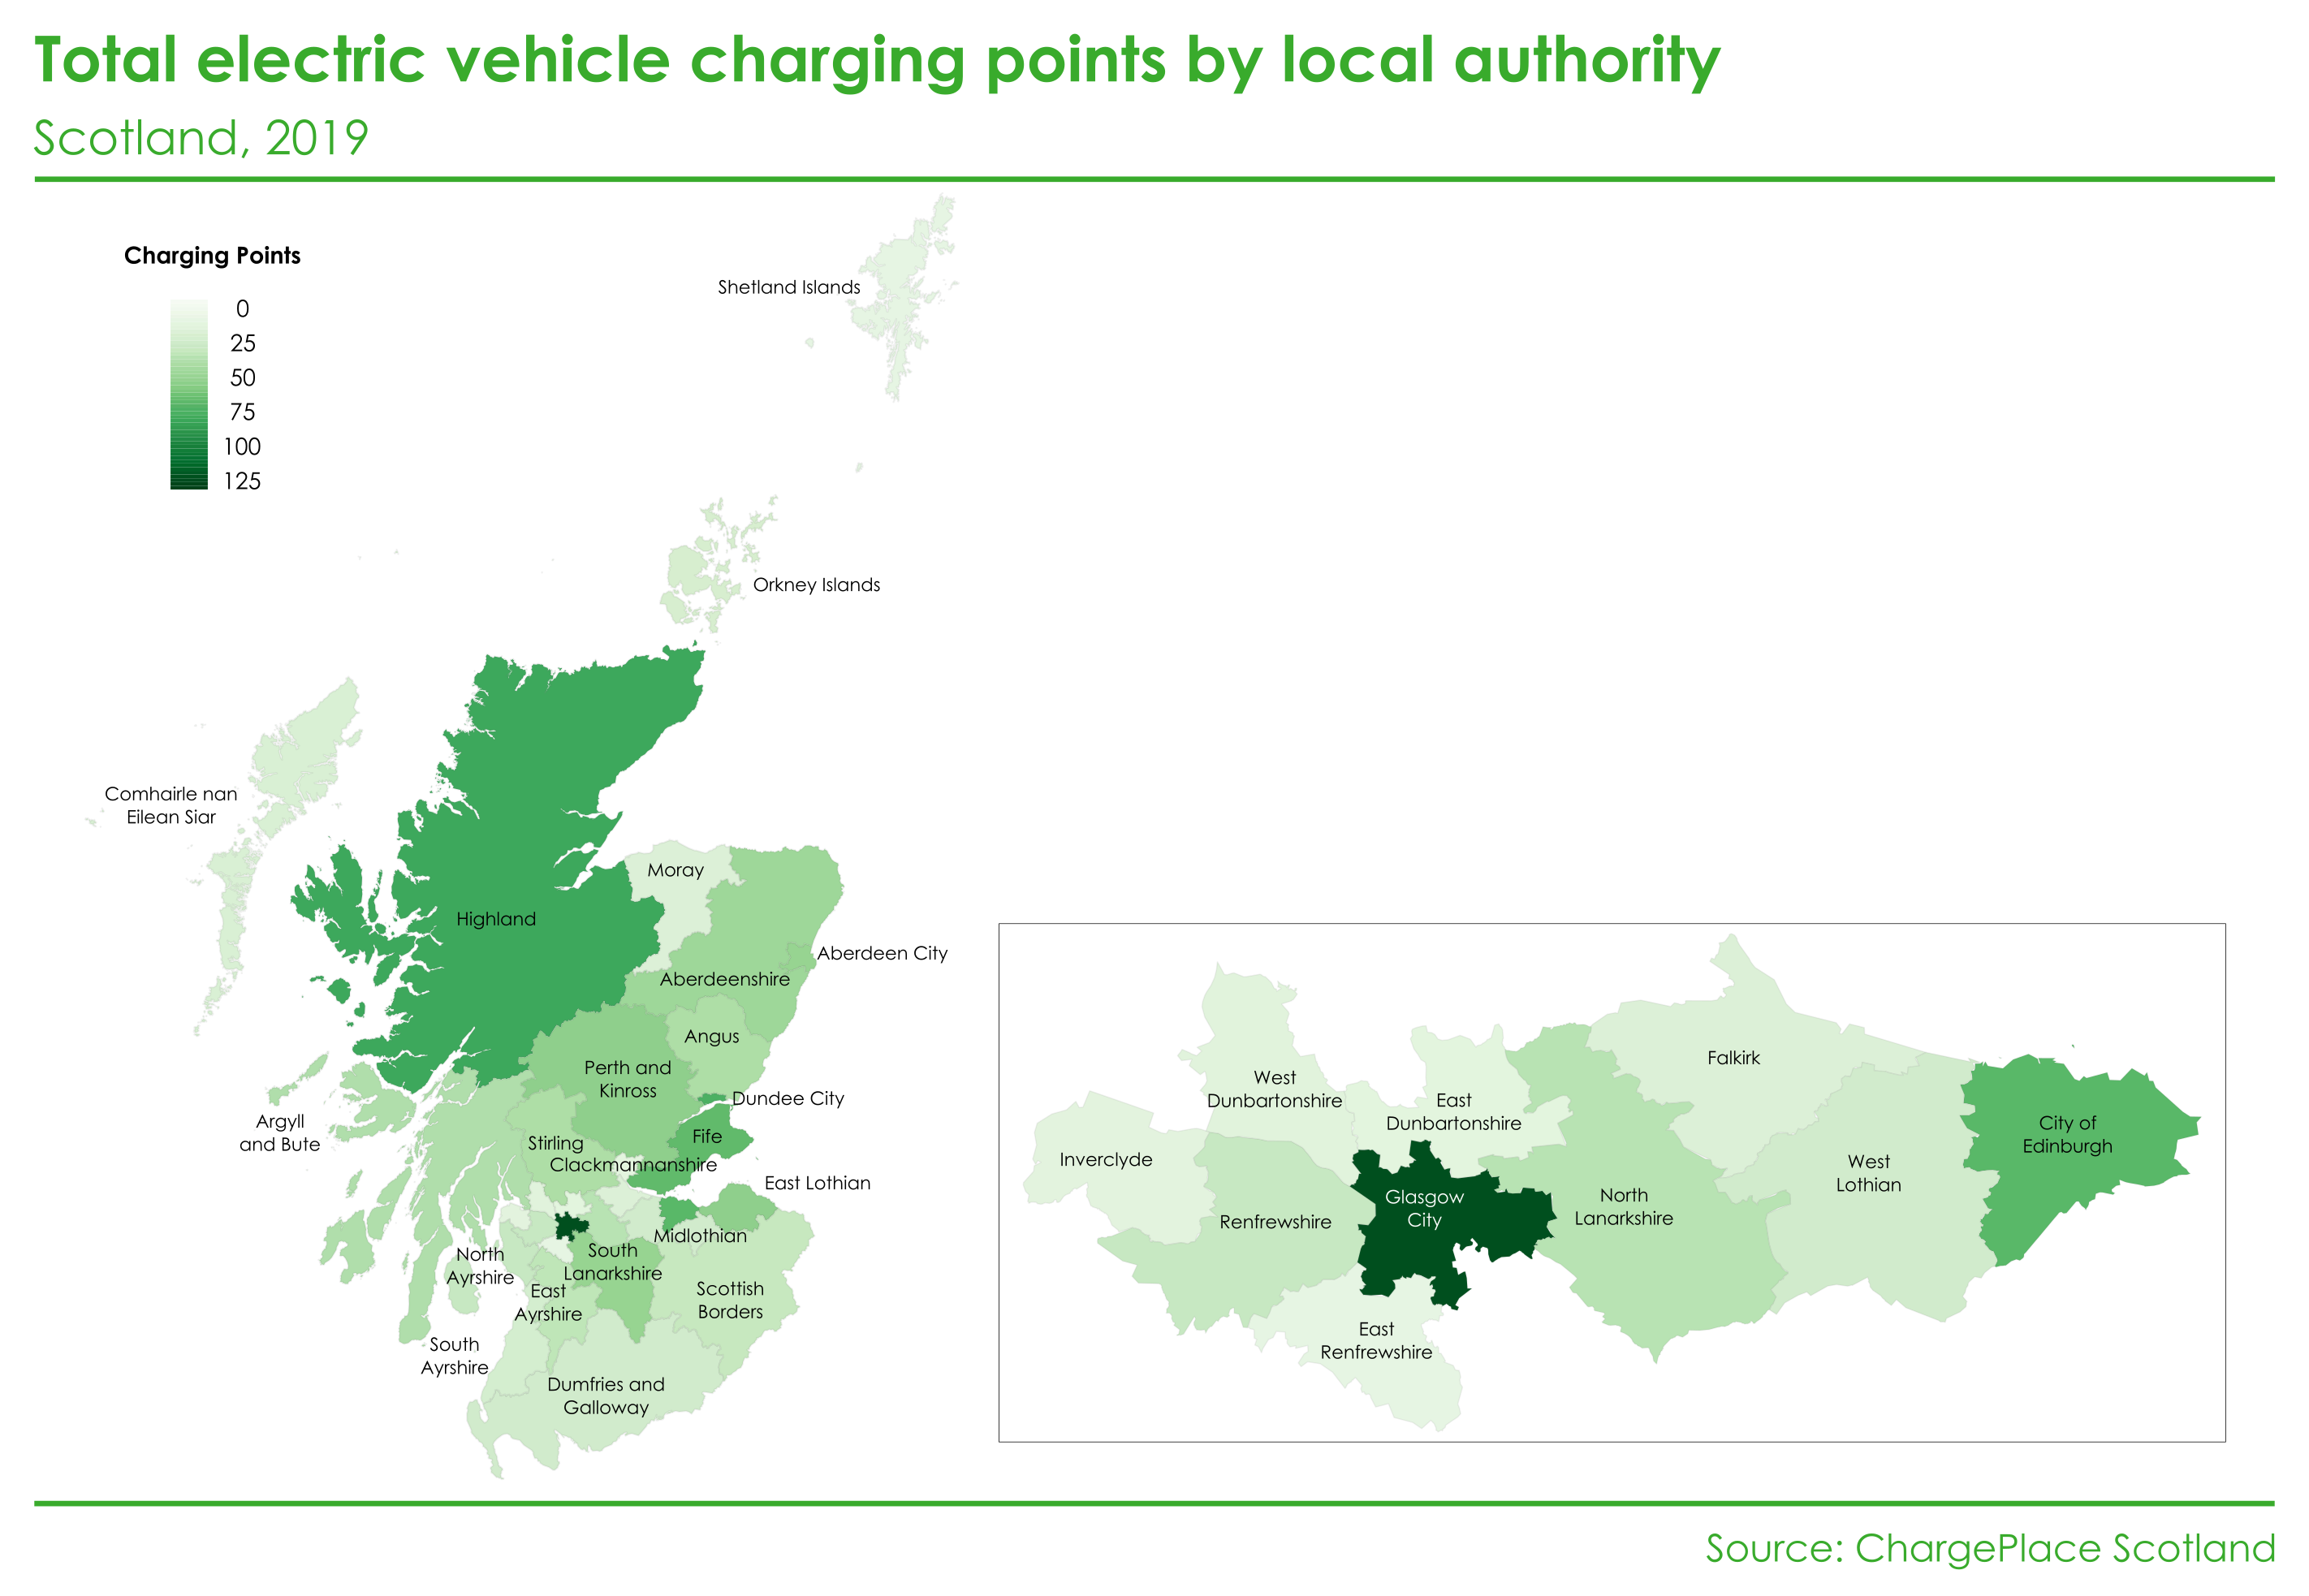 Total electric vehicle charging points by local authority
Scotland, 2019
Charging Points
0
25
50
75
100
125
Shetland Islands
Orkney Islands
Comhairle nan
Eilean Siar
Moray
Highland
Aberdeen City
Aberdeenshire
Angus
Perth and
Kinross
Dundee City
Argyll
and Bute
Fife
Stirling
Clackmannanshire
East Lothian
Midlothian
North
Ayrshire
South
Lanarkshire
East
Ayrshire
Scottish
Borders
South
Ayrshire
Dumfries and
Galloway
Falkirk
West
Dunbartonshire
East
Dunbartonshire
City of
Edinburgh
Inverclyde
West
Lothian
Glasgow
City
North
Lanarkshire
Renfrewshire
East
Renfrewshire
Source: ChargePlace Scotland